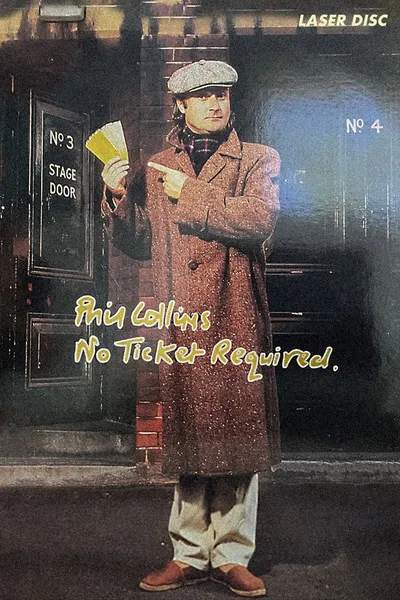 LASER DISC
Nº 3
STAGE
DOOR
Nº 4
Phil Collins
No Ticket Required.